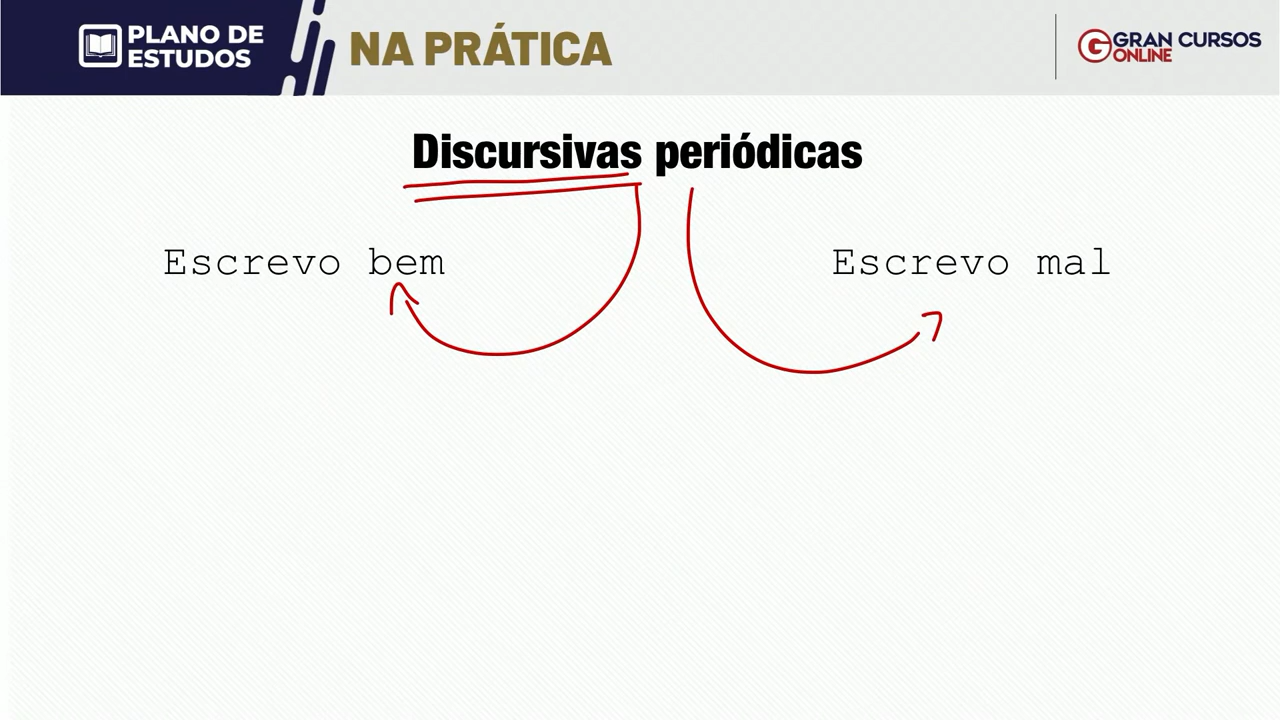 PLANO DE
ESTUDOS
NA PRÁTICA
GRAN CURSOS
ONLINE
Discursivas periódicas
Escrevo bem
Escrevo mal